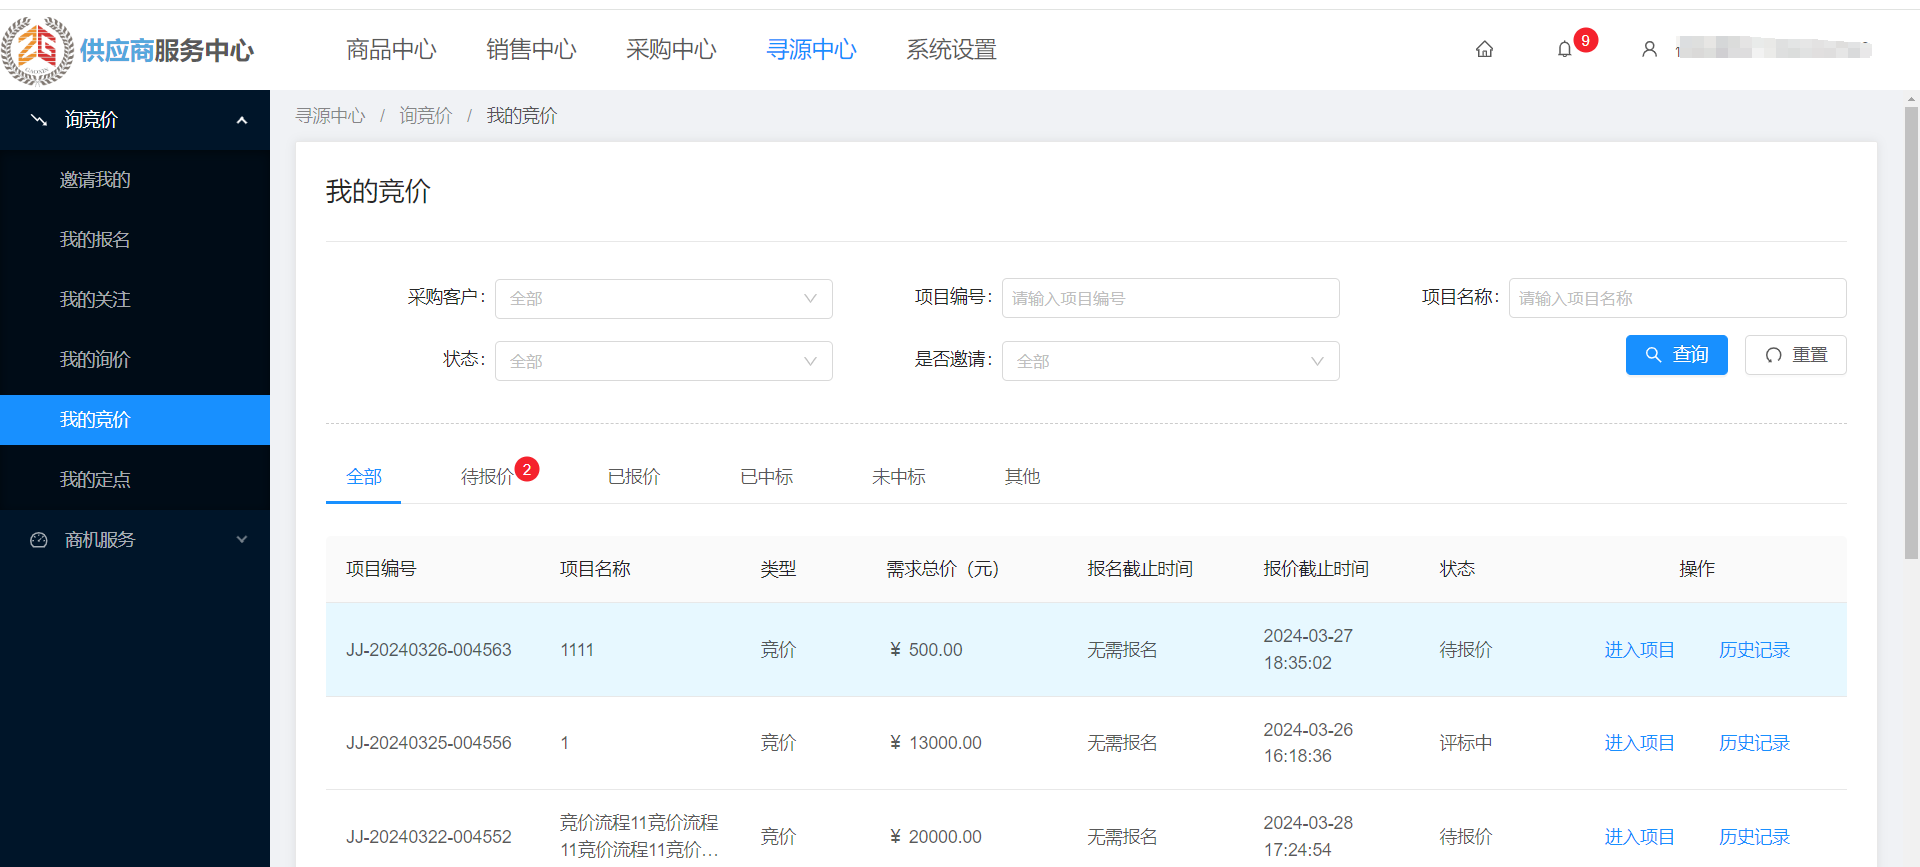 供应商服务中心
商品中心 销售中心 采购中心 寻源中心 系统设置
9
询竞价
邀请我的
我的报名
我的关注
我的询价
我的竞价
我的定点
商机服务
寻源中心 / 询竞价 / 我的竞价
我的竞价
采购客户： 全部 项目编号： 请输入项目编号 项目名称： 请输入项目名称
状态： 全部 是否邀请： 全部 查询 重置
全部 待报价 2 已报价 已中标 未中标 其他
项目编号 项目名称 类型 需求总价（元） 报名截止时间 报价截止时间 状态 操作
JJ-20240326-004563 1111 竞价 ¥ 500.00 无需报名 2024-03-27 待报价 进入项目 历史记录
18:35:02
JJ-20240325-004556 1 竞价 ¥ 13000.00 无需报名 2024-03-26 评标中 进入项目 历史记录
16:18:36
JJ-20240322-004552 竞价流程11竞价流程 竞价 ¥ 20000.00 无需报名 2024-03-28 待报价 进入项目 历史记录
11竞价流程11竞价… 17:24:54